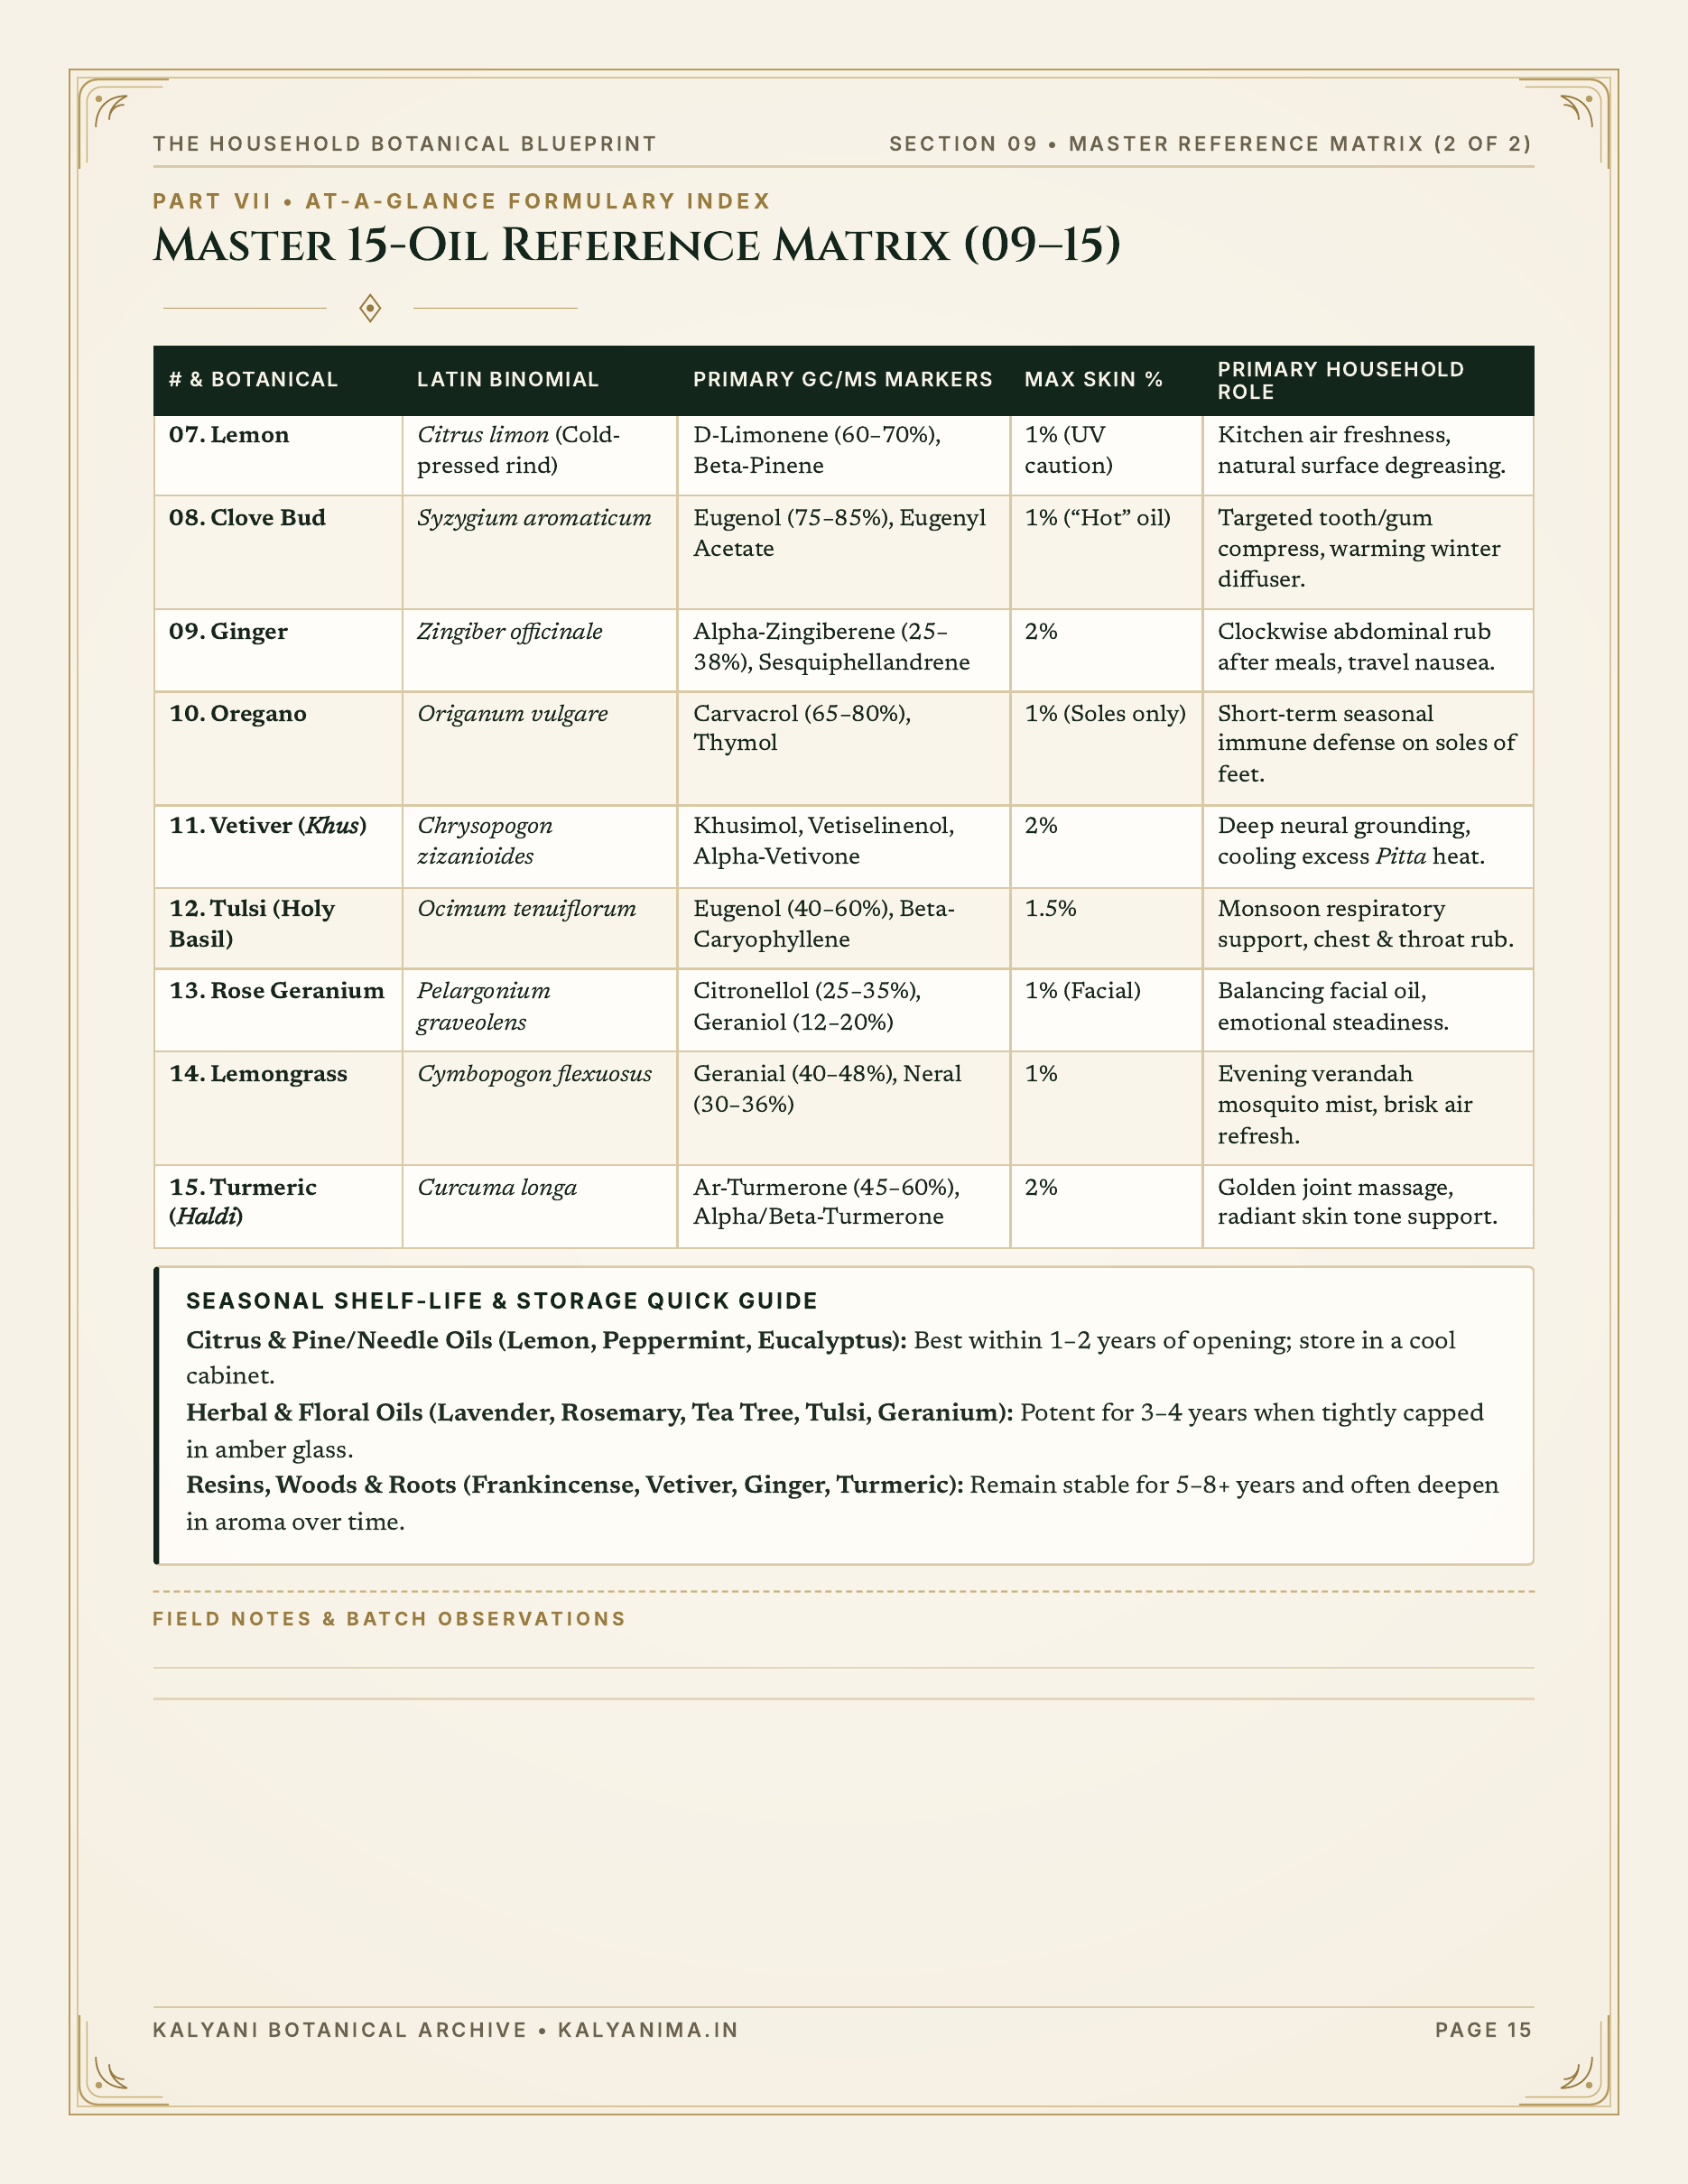 THE HOUSEHOLD BOTANICAL BLUEPRINT
SECTION 09 • MASTER REFERENCE MATRIX (2 OF 2)
PART VII • AT-A-GLANCE FORMULARY INDEX
Master 15-Oil Reference Matrix (09–15)
# & BOTANICAL
LATIN BINOMIAL
PRIMARY GC/MS MARKERS
MAX SKIN %
PRIMARY HOUSEHOLD
ROLE
07. Lemon
Citrus limon (Cold-
pressed rind)
D-Limonene (60–70%),
Beta-Pinene
1% (UV
caution)
Kitchen air freshness,
natural surface degreasing.
08. Clove Bud
Syzygium aromaticum
Eugenol (75–85%), Eugenyl
Acetate
1% (“Hot” oil)
Targeted tooth/gum
compress, warming winter
diffuser.
09. Ginger
Zingiber officinale
Alpha-Zingiberene (25–
38%), Sesquiphellandrene
2%
Clockwise abdominal rub
after meals, travel nausea.
10. Oregano
Origanum vulgare
Carvacrol (65–80%),
Thymol
1% (Soles only)
Short-term seasonal
immune defense on soles of
feet.
11. Vetiver (Khus)
Chrysopogon
zizanioides
Khusimol, Vetiselinenol,
Alpha-Vetivone
2%
Deep neural grounding,
cooling excess Pitta heat.
12. Tulsi (Holy
Basil)
Ocimum tenuiflorum
Eugenol (40–60%), Beta-
Caryophyllene
1.5%
Monsoon respiratory
support, chest & throat rub.
13. Rose Geranium
Pelargonium
graveolens
Citronellol (25–35%),
Geraniol (12–20%)
1% (Facial)
Balancing facial oil,
emotional steadiness.
14. Lemongrass
Cymbopogon flexuosus
Geranial (40–48%), Neral
(30–36%)
1%
Evening verandah
mosquito mist, brisk air
refresh.
15. Turmeric
(Haldi)
Curcuma longa
Ar-Turmerone (45–60%),
Alpha/Beta-Turmerone
2%
Golden joint massage,
radiant skin tone support.
SEASONAL SHELF-LIFE & STORAGE QUICK GUIDE
Citrus & Pine/Needle Oils (Lemon, Peppermint, Eucalyptus): Best within 1–2 years of opening; store in a cool
cabinet.
Herbal & Floral Oils (Lavender, Rosemary, Tea Tree, Tulsi, Geranium): Potent for 3–4 years when tightly capped
in amber glass.
Resins, Woods & Roots (Frankincense, Vetiver, Ginger, Turmeric): Remain stable for 5–8+ years and often deepen
in aroma over time.
FIELD NOTES & BATCH OBSERVATIONS
KALYANI BOTANICAL ARCHIVE • KALYANIMA.IN
PAGE 15